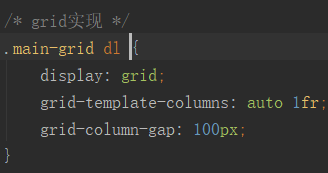 /* grid实现 */
.main-grid dl {
    display: grid;
    grid-template-columns: auto 1fr;
    grid-column-gap: 100px;
}